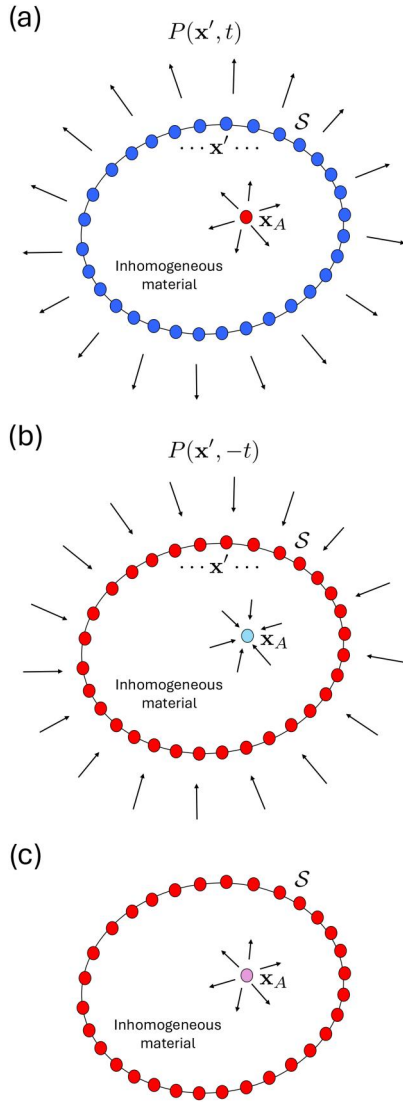 (a)
P(x′, t)
S
··· x′ ···
x_A
Inhomogeneous
material
(b)
P(x′, −t)
S
··· x′ ···
x_A
Inhomogeneous
material
(c)
S
x_A
Inhomogeneous
material